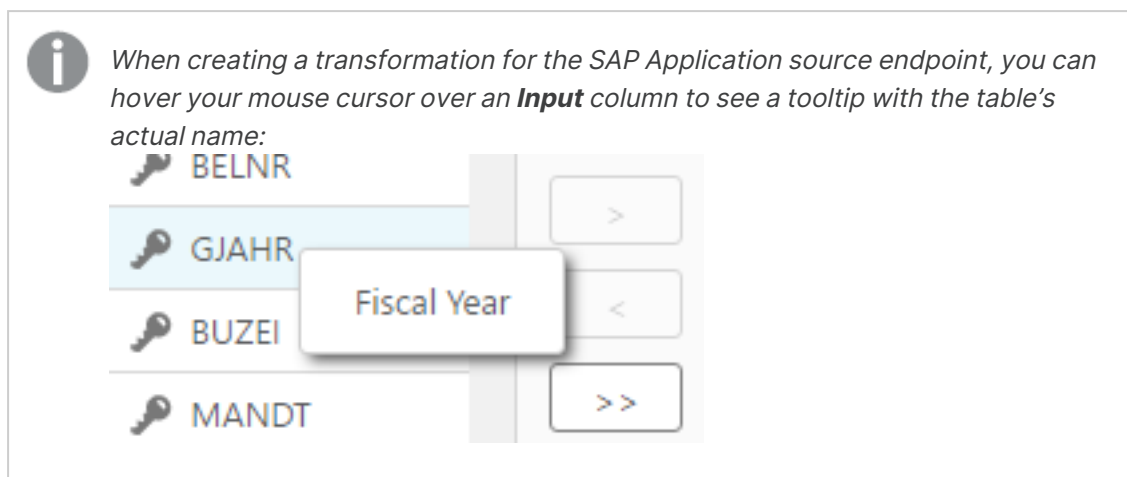 When creating a transformation for the SAP Application source endpoint, you can
hover your mouse cursor over an Input column to see a tooltip with the table's
actual name:
BELNR
>
GJAHR
Fiscal Year
<
BUZEI
>>
MANDT